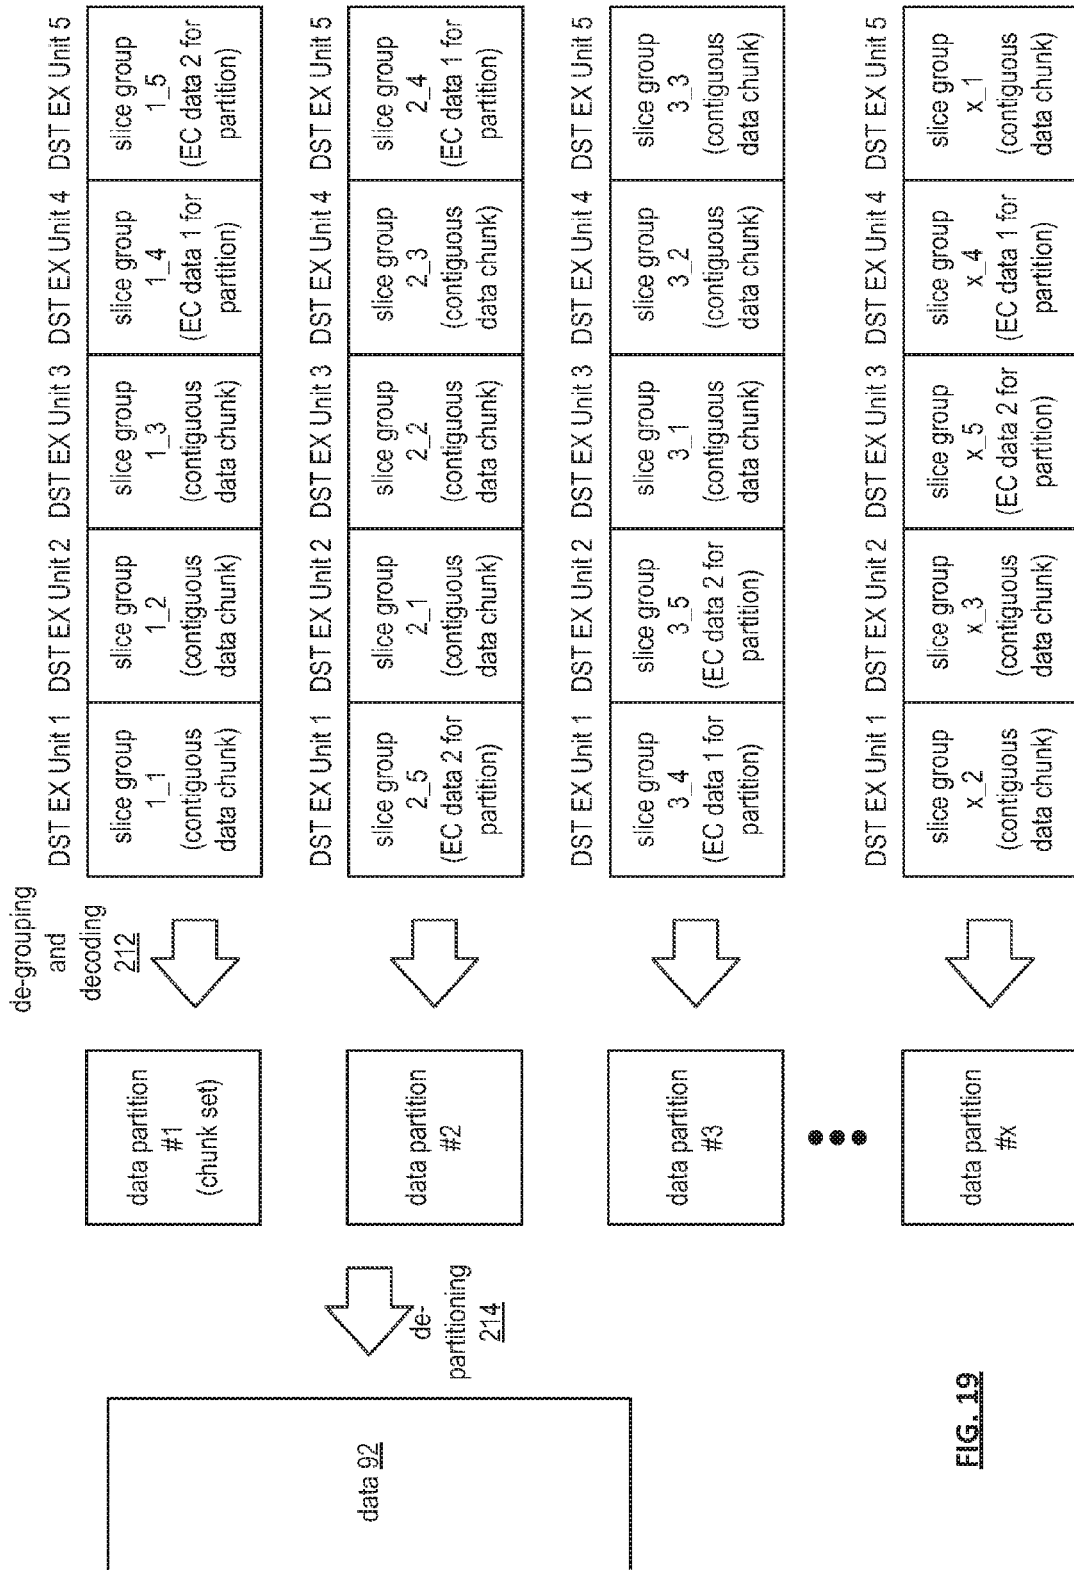 de-grouping
and
decoding
212
data 92
de-
partitioning
214
data partition
#1
(chunk set)
DST EX Unit 1
DST EX Unit 2
DST EX Unit 3
DST EX Unit 4
DST EX Unit 5
slice group
1_1
(contiguous
data chunk)
slice group
1_2
(contiguous
data chunk)
slice group
1_3
(contiguous
data chunk)
slice group
1_4
(EC data 1 for
partition)
slice group
1_5
(EC data 2 for
partition)
data partition
#2
DST EX Unit 1
DST EX Unit 2
DST EX Unit 3
DST EX Unit 4
DST EX Unit 5
slice group
2_5
(EC data 2 for
partition)
slice group
2_1
(contiguous
data chunk)
slice group
2_2
(contiguous
data chunk)
slice group
2_3
(contiguous
data chunk)
slice group
2_4
(EC data 1 for
partition)
data partition
#3
DST EX Unit 1
DST EX Unit 2
DST EX Unit 3
DST EX Unit 4
DST EX Unit 5
slice group
3_4
(EC data 1 for
partition)
slice group
3_5
(EC data 2 for
partition)
slice group
3_1
(contiguous
data chunk)
slice group
3_2
(contiguous
data chunk)
slice group
3_3
(contiguous
data chunk)
data partition
#x
DST EX Unit 1
DST EX Unit 2
DST EX Unit 3
DST EX Unit 4
DST EX Unit 5
slice group
x_2
(contiguous
data chunk)
slice group
x_3
(contiguous
data chunk)
slice group
x_5
(EC data 2 for
partition)
slice group
x_4
(EC data 1 for
partition)
slice group
x_1
(contiguous
data chunk)
FIG. 19